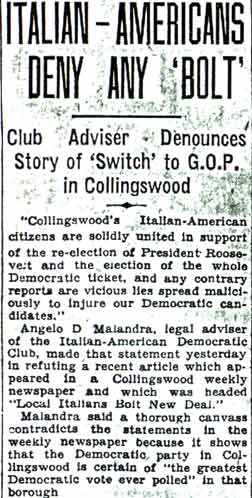 ITALIAN-AMERICANS
DENY ANY 'BOLT'
Club Adviser Denounces
Story of 'Switch' to G.O.P.
in Collingswood
"Collingswood's Italian-American
citizens are solidly united in support
of the re-election of President Roose-
velt and the election of the whole
Democratic ticket, and any contrary
reports are vicious lies spread malici-
ously to injure our Democratic can-
didates."
Angelo D Malandra, legal adviser
of the Italian-American Democratic
Club, made that statement yesterday
in refuting a recent article which ap-
peared in a Collingswood weekly
newspaper and which was headed
"Local Italians Bolt New Deal."
Malandra said a thorough canvass
contradicts the statements in the
weekly newspaper because it shows
that the Democratic party in Col-
lingswood is certain of "the greatest
Democratic vote ever polled" in that
borough